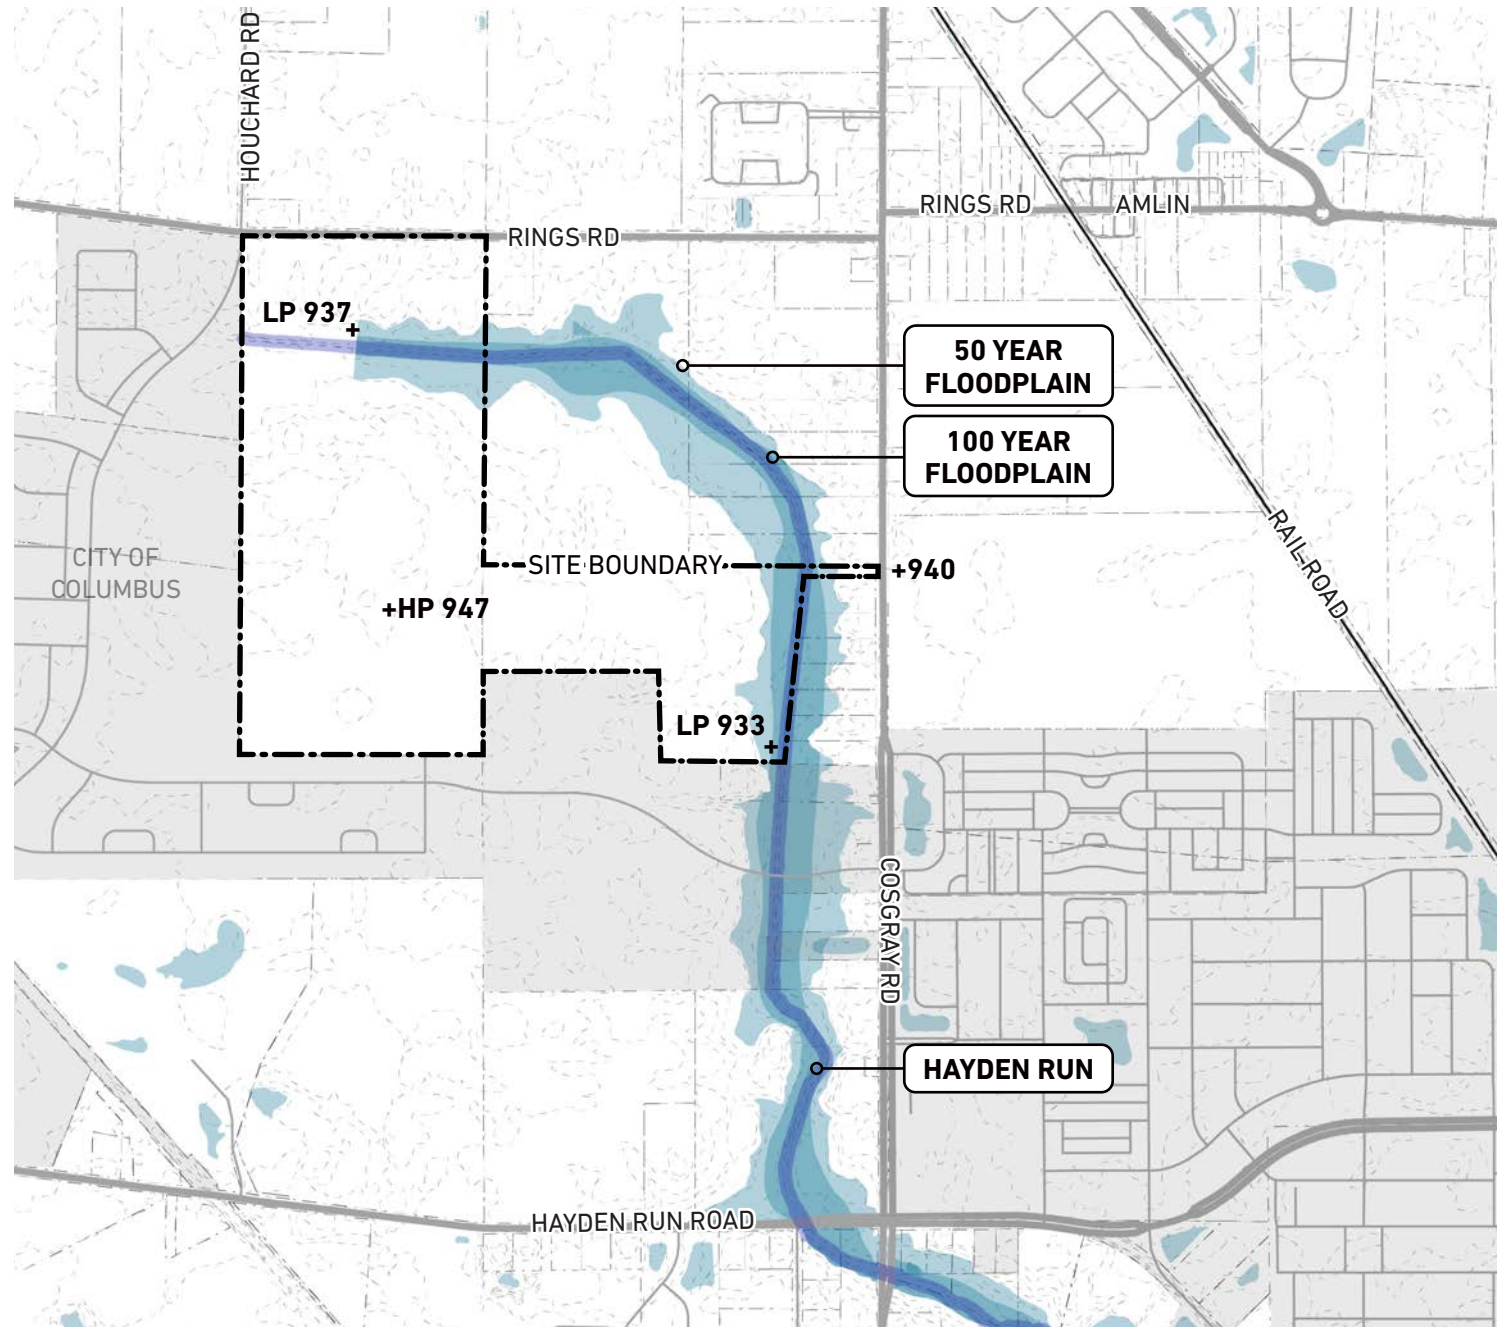 HOUCHARD RD
RINGS RD
AMLIN
RINGS RD
LP 937
50 YEAR
FLOODPLAIN
100 YEAR
FLOODPLAIN
RAIL ROAD
CITY OF
COLUMBUS
SITE BOUNDARY
+940
+HP 947
LP 933
COSGRAY RD
HAYDEN RUN
HAYDEN RUN ROAD